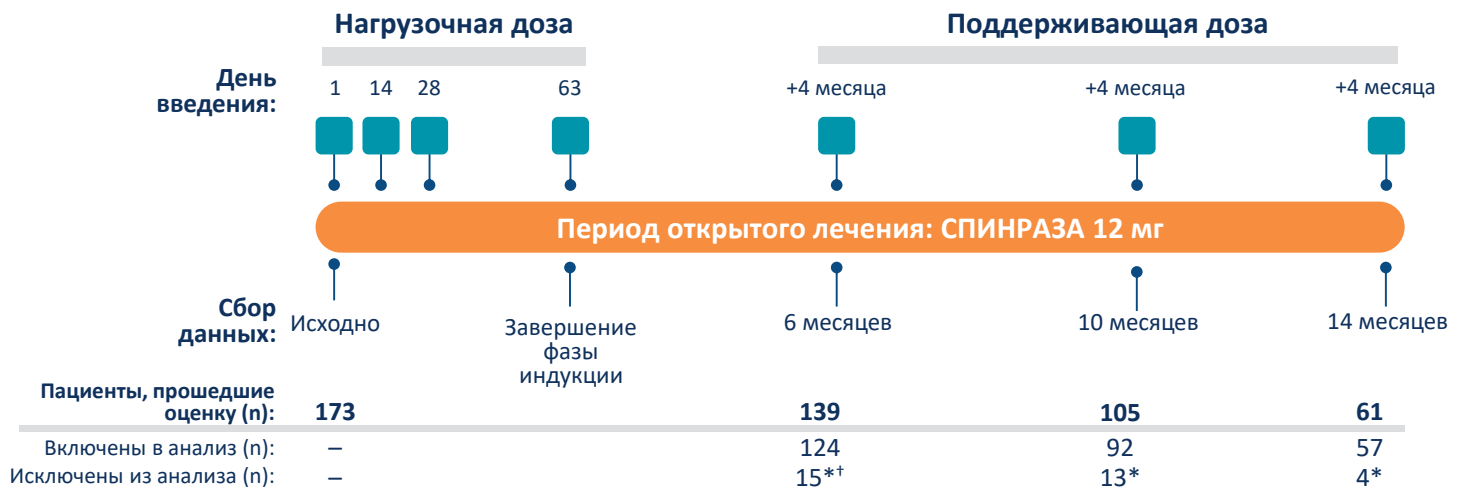 Нагрузочная доза
Поддерживающая доза
День
введения:
1 14 28 63 +4 месяца +4 месяца +4 месяца
Период открытого лечения: СПИНРАЗА 12 мг
Сбор
данных:
Исходно
Завершение
фазы
индукции
6 месяцев
10 месяцев
14 месяцев
Пациенты, прошедшие
оценку (n): 173 139 105 61
Включены в анализ (n): – 124 92 57
Исключены из анализа (n): – 15*† 13* 4*